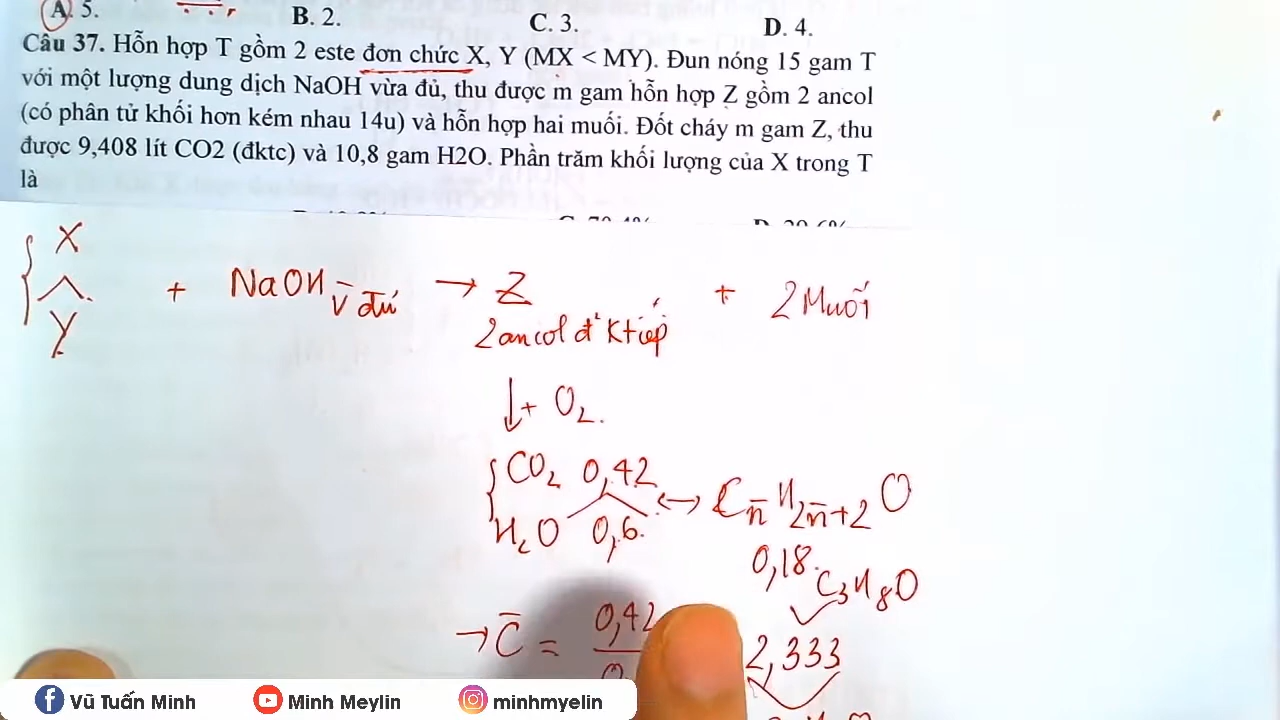 A. 5. B. 2. C. 3. D. 4.
Câu 37. Hỗn hợp T gồm 2 este đơn chức X, Y (MX < MY). Đun nóng 15 gam T
với một lượng dung dịch NaOH vừa đủ, thu được m gam hỗn hợp Z gồm 2 ancol
(có phân tử khối hơn kém nhau 14u) và hỗn hợp hai muối. Đốt cháy m gam Z, thu
được 9,408 lít CO2 (đktc) và 10,8 gam H2O. Phần trăm khối lượng của X trong T
là
X
Y
+ NaOH v đủ → Z + 2 Muối
2 ancol đ² K tiếp
↓ + O2.
CO2 0,42
H2O 0,6. ↔ Cn̄H2n̄+2O
0,18. C3H8O
→ C̄ = 0,42
2,333
Vũ Tuấn Minh Minh Meylin minhmyelin